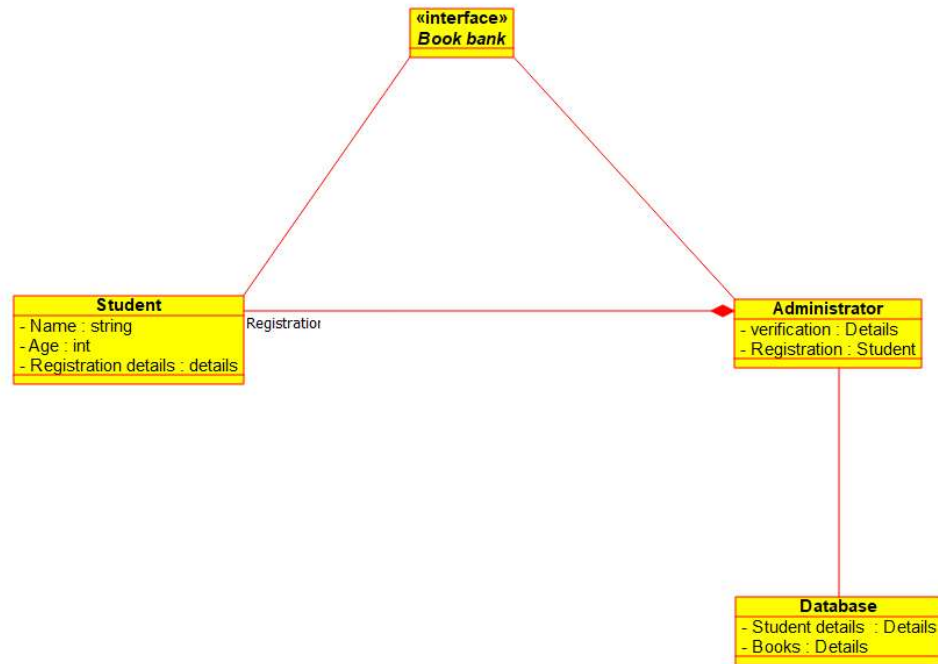 «interface»
Book bank
Student
- Name : string
- Age : int
- Registration details : details
Registration
Administrator
- verification : Details
- Registration : Student
Database
- Student details : Details
- Books : Details